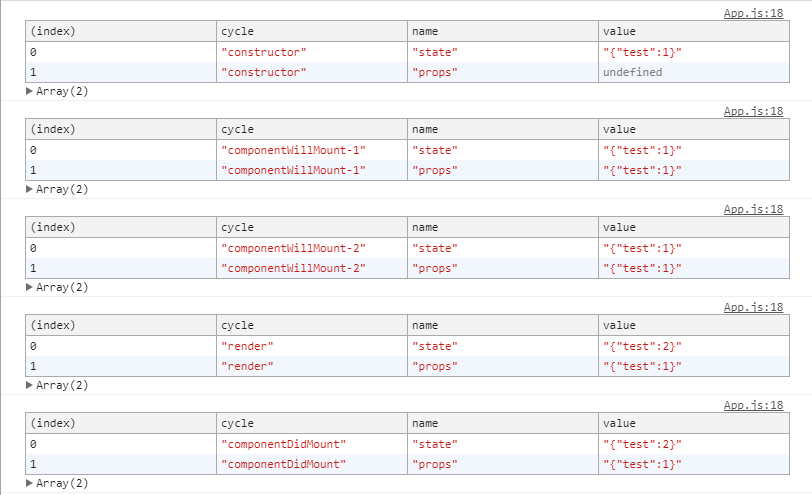 App.js:18
(index) cycle name value
0 "constructor" "state" "{"test":1}"
1 "constructor" "props" undefined
▶ Array(2)
App.js:18
(index) cycle name value
0 "componentWillMount-1" "state" "{"test":1}"
1 "componentWillMount-1" "props" "{"test":1}"
▶ Array(2)
App.js:18
(index) cycle name value
0 "componentWillMount-2" "state" "{"test":1}"
1 "componentWillMount-2" "props" "{"test":1}"
▶ Array(2)
App.js:18
(index) cycle name value
0 "render" "state" "{"test":2}"
1 "render" "props" "{"test":1}"
▶ Array(2)
App.js:18
(index) cycle name value
0 "componentDidMount" "state" "{"test":2}"
1 "componentDidMount" "props" "{"test":1}"
▶ Array(2)